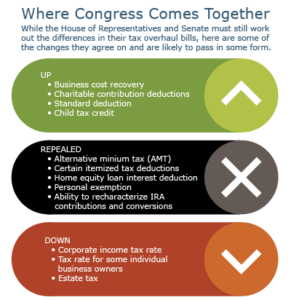 Where Congress Comes Together
While the House of Representatives and Senate must still work
out the differences in their tax overhaul bills, here are some of
the changes they agree on and are likely to pass in some form.
UP
• Business cost recovery
• Charitable contribution deductions
• Standard deduction
• Child tax credit
REPEALED
• Alternative minium tax (AMT)
• Certain itemized tax deductions
• Home equity loan interest deduction
• Personal exemption
• Ability to recharacterize IRA
contributions and conversions
DOWN
• Corporate income tax rate
• Tax rate for some individual
business owners
• Estate tax